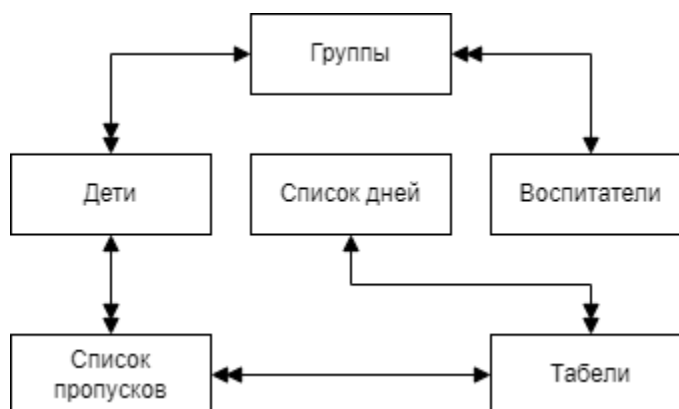 Группы
Дети
Список дней
Воспитатели
Список
пропусков
Табели